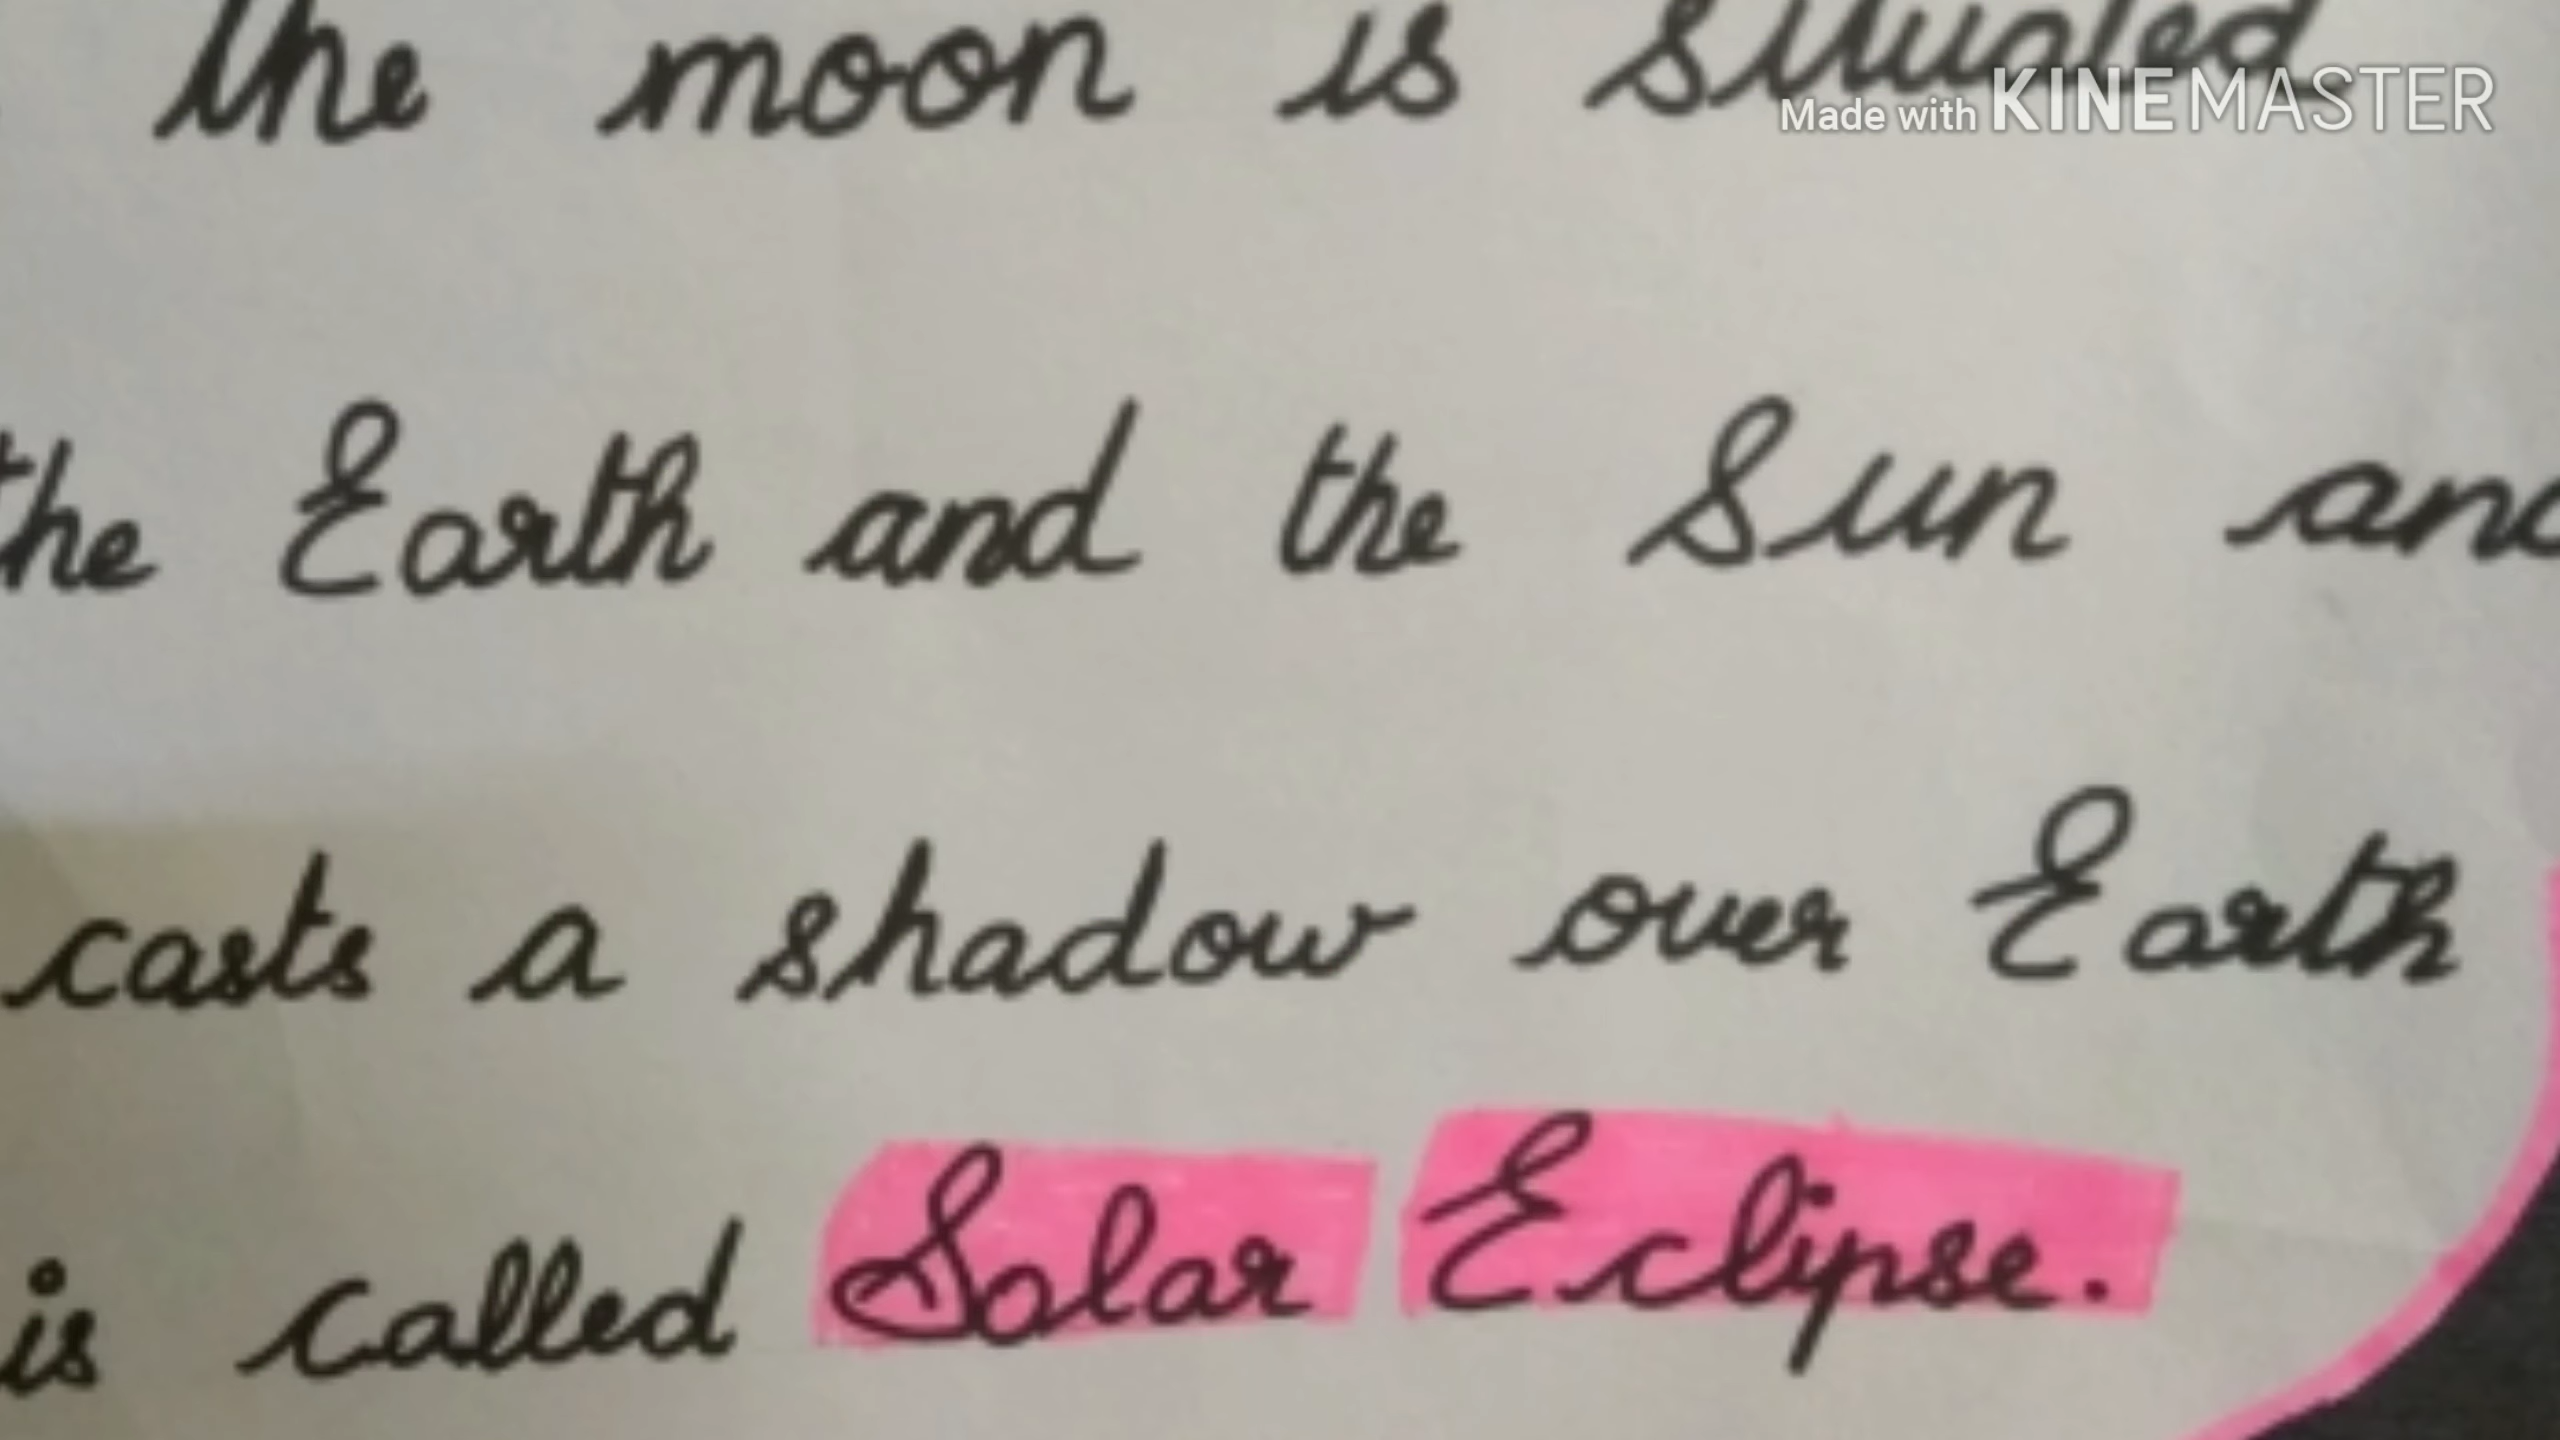 the moon is situated
Made with KINEMASTER
the Earth and the Sun and
casts a shadow over Earth
is called Solar Eclipse.